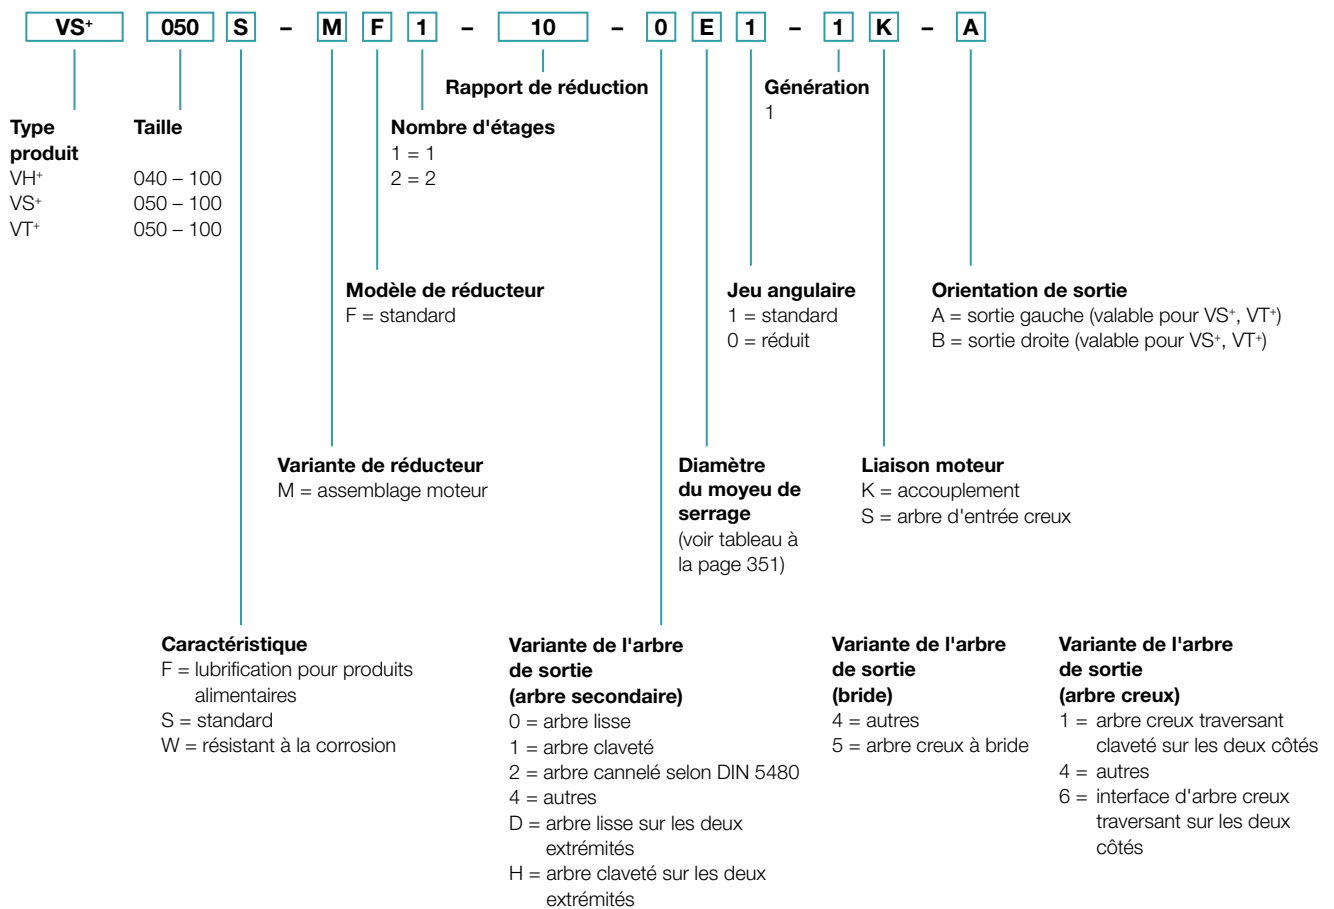 VS⁺ 050 S – M F 1 – 10 – 0 E 1 – 1 K – A
Rapport de réduction
Génération
1
Type
produit
VH⁺
VS⁺
VT⁺
Taille
040 – 100
050 – 100
050 – 100
Nombre d'étages
1 = 1
2 = 2
Modèle de réducteur
F = standard
Jeu angulaire
1 = standard
0 = réduit
Orientation de sortie
A = sortie gauche (valable pour VS⁺, VT⁺)
B = sortie droite (valable pour VS⁺, VT⁺)
Variante de réducteur
M = assemblage moteur
Diamètre
du moyeu de
serrage
(voir tableau à
la page 351)
Liaison moteur
K = accouplement
S = arbre d'entrée creux
Caractéristique
F = lubrification pour produits
alimentaires
S = standard
W = résistant à la corrosion
Variante de l'arbre
de sortie
(arbre secondaire)
0 = arbre lisse
1 = arbre claveté
2 = arbre cannelé selon DIN 5480
4 = autres
D = arbre lisse sur les deux
extrémités
H = arbre claveté sur les deux
extrémités
Variante de l'arbre
de sortie
(bride)
4 = autres
5 = arbre creux à bride
Variante de l'arbre
de sortie
(arbre creux)
1 = arbre creux traversant
claveté sur les deux côtés
4 = autres
6 = interface d'arbre creux
traversant sur les deux
côtés